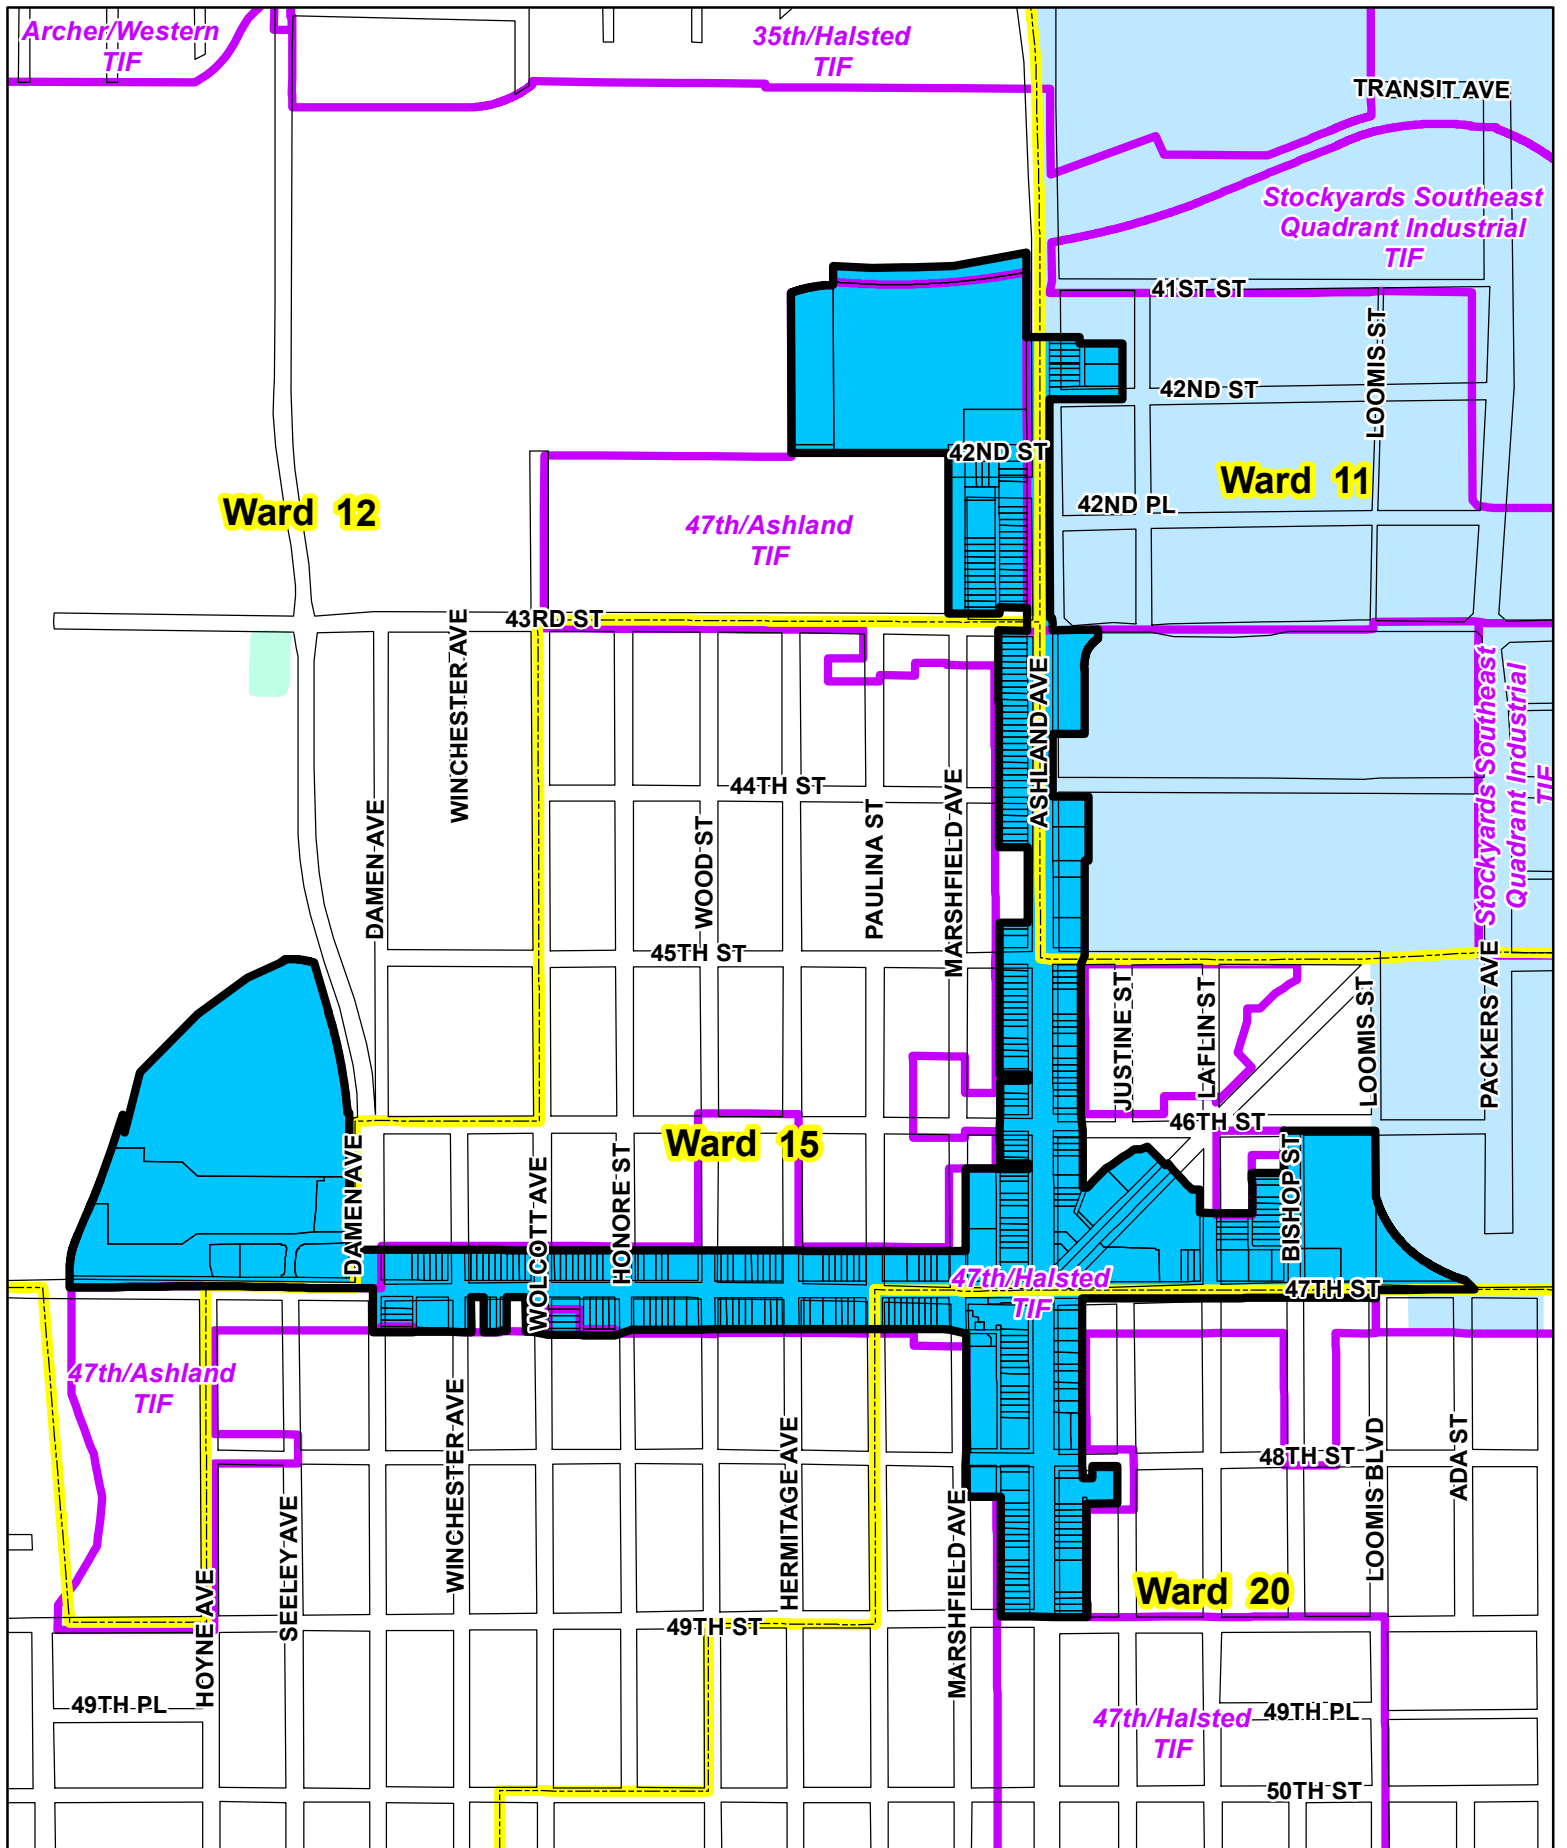 Archer/Western
TIF
35th/Halsted
TIF
TRANSIT AVE
Stockyards Southeast
Quadrant Industrial
TIF
41ST ST
LOOMIS ST
42ND ST
42ND ST
Ward 11
42ND PL
Ward 12
47th/Ashland
TIF
43RD ST
WINCHESTER AVE
ASHLAND AVE
Stockyards Southeast
Quadrant Industrial
TIF
44TH ST
DAMEN AVE
WOOD ST
PAULINA ST
MARSHFIELD AVE
45TH ST
JUSTINE ST
LAFLIN ST
LOOMIS ST
PACKERS AVE
46TH ST
Ward 15
DAMEN AVE
WOLCOTT AVE
HONORE ST
BISHOP ST
47th/Halsted
TIF
47TH ST
47th/Ashland
TIF
WINCHESTER AVE
HERMITAGE AVE
48TH ST
LOOMIS BLVD
ADA ST
SEELEY AVE
MARSHFIELD AVE
HOYNE AVE
Ward 20
49TH ST
49TH PL
47th/Halsted
TIF
49TH PL
50TH ST